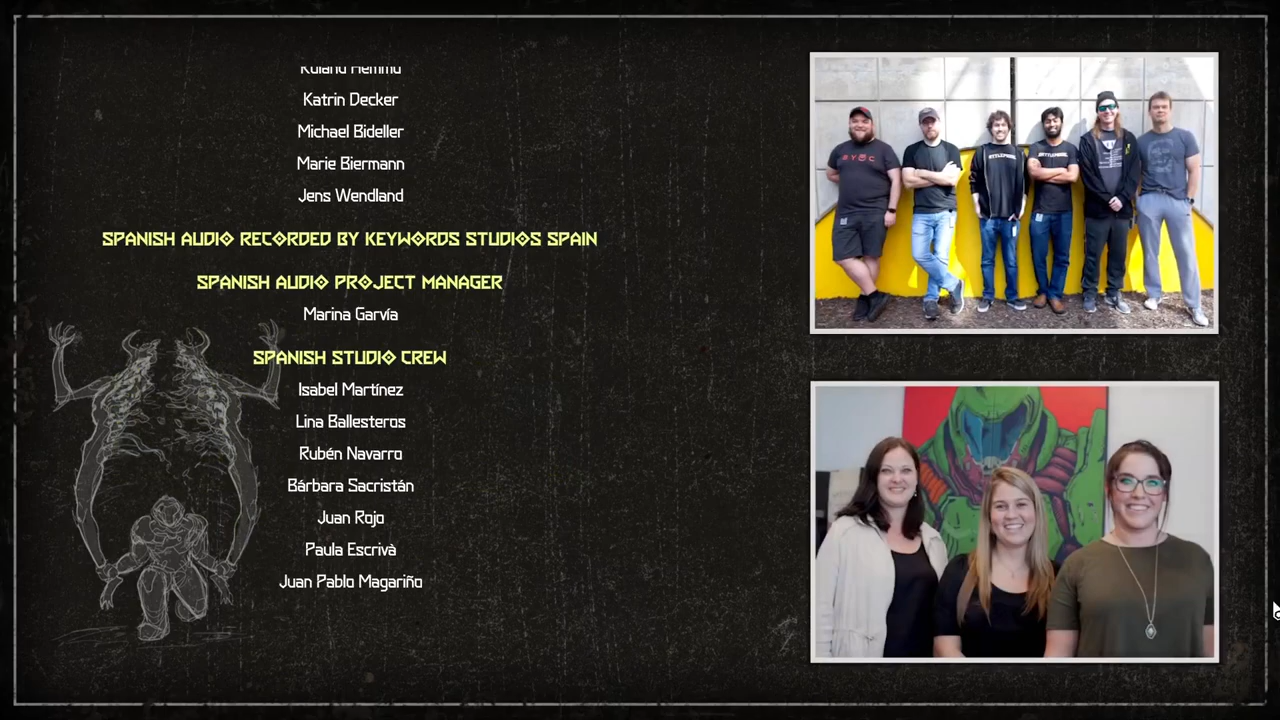 Katrin Decker
Michael Bideller
Marie Biermann
Jens Wendland
SPANISH AUDIO RECORDED BY KEYWORDS STUDIOS SPAIN
SPANISH AUDIO PROJECT MANAGER
Marina Garvía
SPANISH STUDIO CREW
Isabel Martínez
Lina Ballesteros
Rubén Navarro
Bárbara Sacristán
Juan Rojo
Paula Escrivà
Juan Pablo Magariño